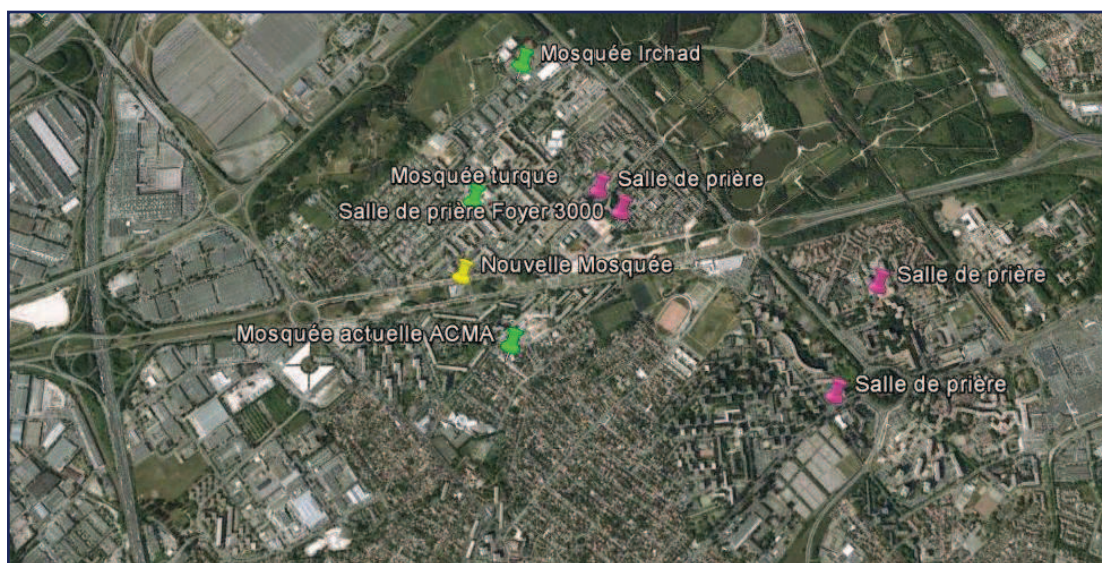 Mosquée Irchad
Mosquée turque
Salle de prière
Salle de prière Foyer 3000
Nouvelle Mosquée
Salle de prière
Mosquée actuelle ACMA
Salle de prière